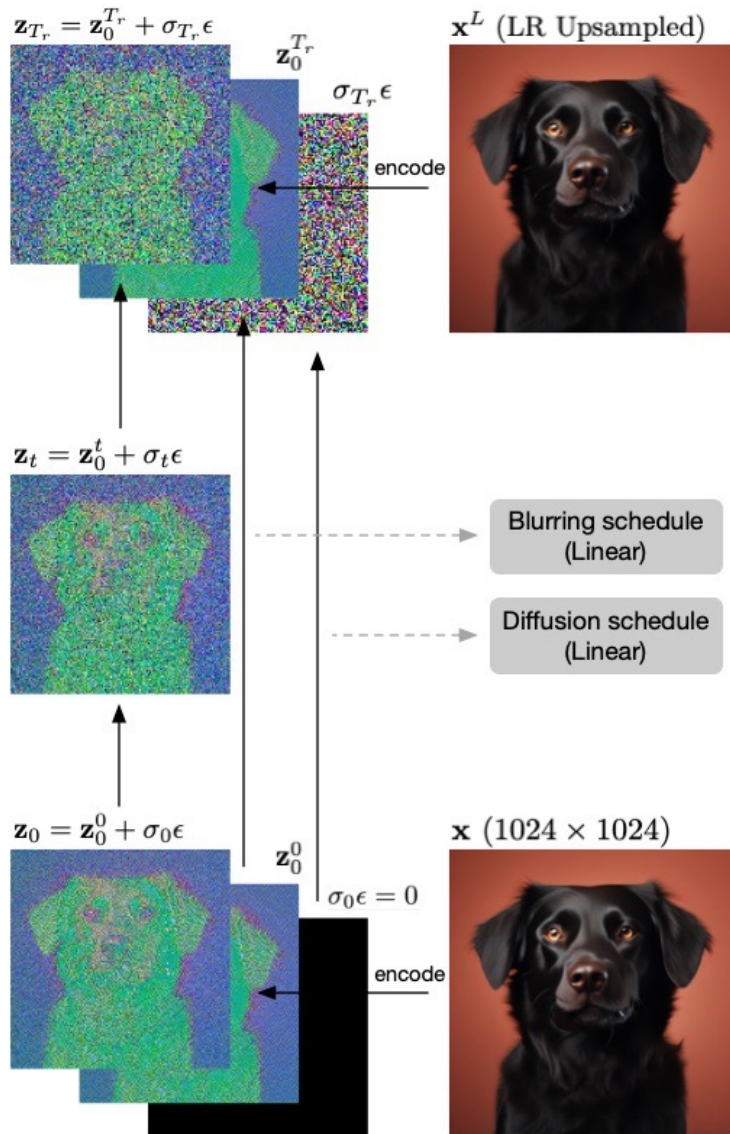 𝐳_{T_r} = 𝐳_0^{T_r} + σ_{T_r}ϵ
𝐳_0^{T_r}
σ_{T_r}ϵ
𝐱^L (LR Upsampled)
encode
𝐳_t = 𝐳_0^t + σ_tϵ
Blurring schedule
(Linear)
Diffusion schedule
(Linear)
𝐳_0 = 𝐳_0^0 + σ_0ϵ
𝐳_0^0
σ_0ϵ = 0
𝐱 (1024 × 1024)
encode